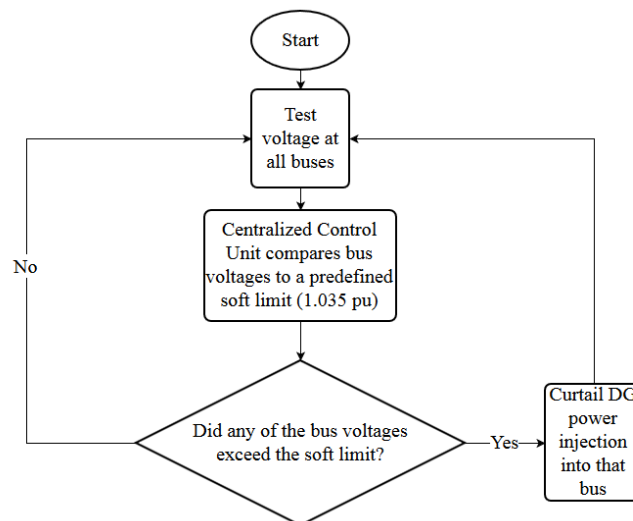 Start
Test
voltage at
all buses
Centralized Control
Unit compares bus
voltages to a predefined
soft limit (1.035 pu)
No
Did any of the bus voltages
exceed the soft limit?
Yes
Curtail DG
power
injection
into that
bus